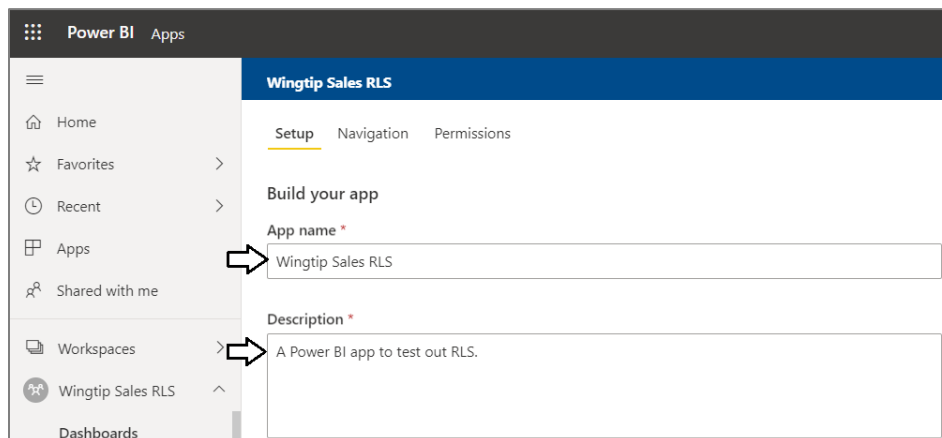 Power BI Apps
Wingtip Sales RLS
Home
Favorites
Recent
Apps
Shared with me
Workspaces
Wingtip Sales RLS
Dashboards
Setup Navigation Permissions
Build your app
App name *
Wingtip Sales RLS
Description *
A Power BI app to test out RLS.